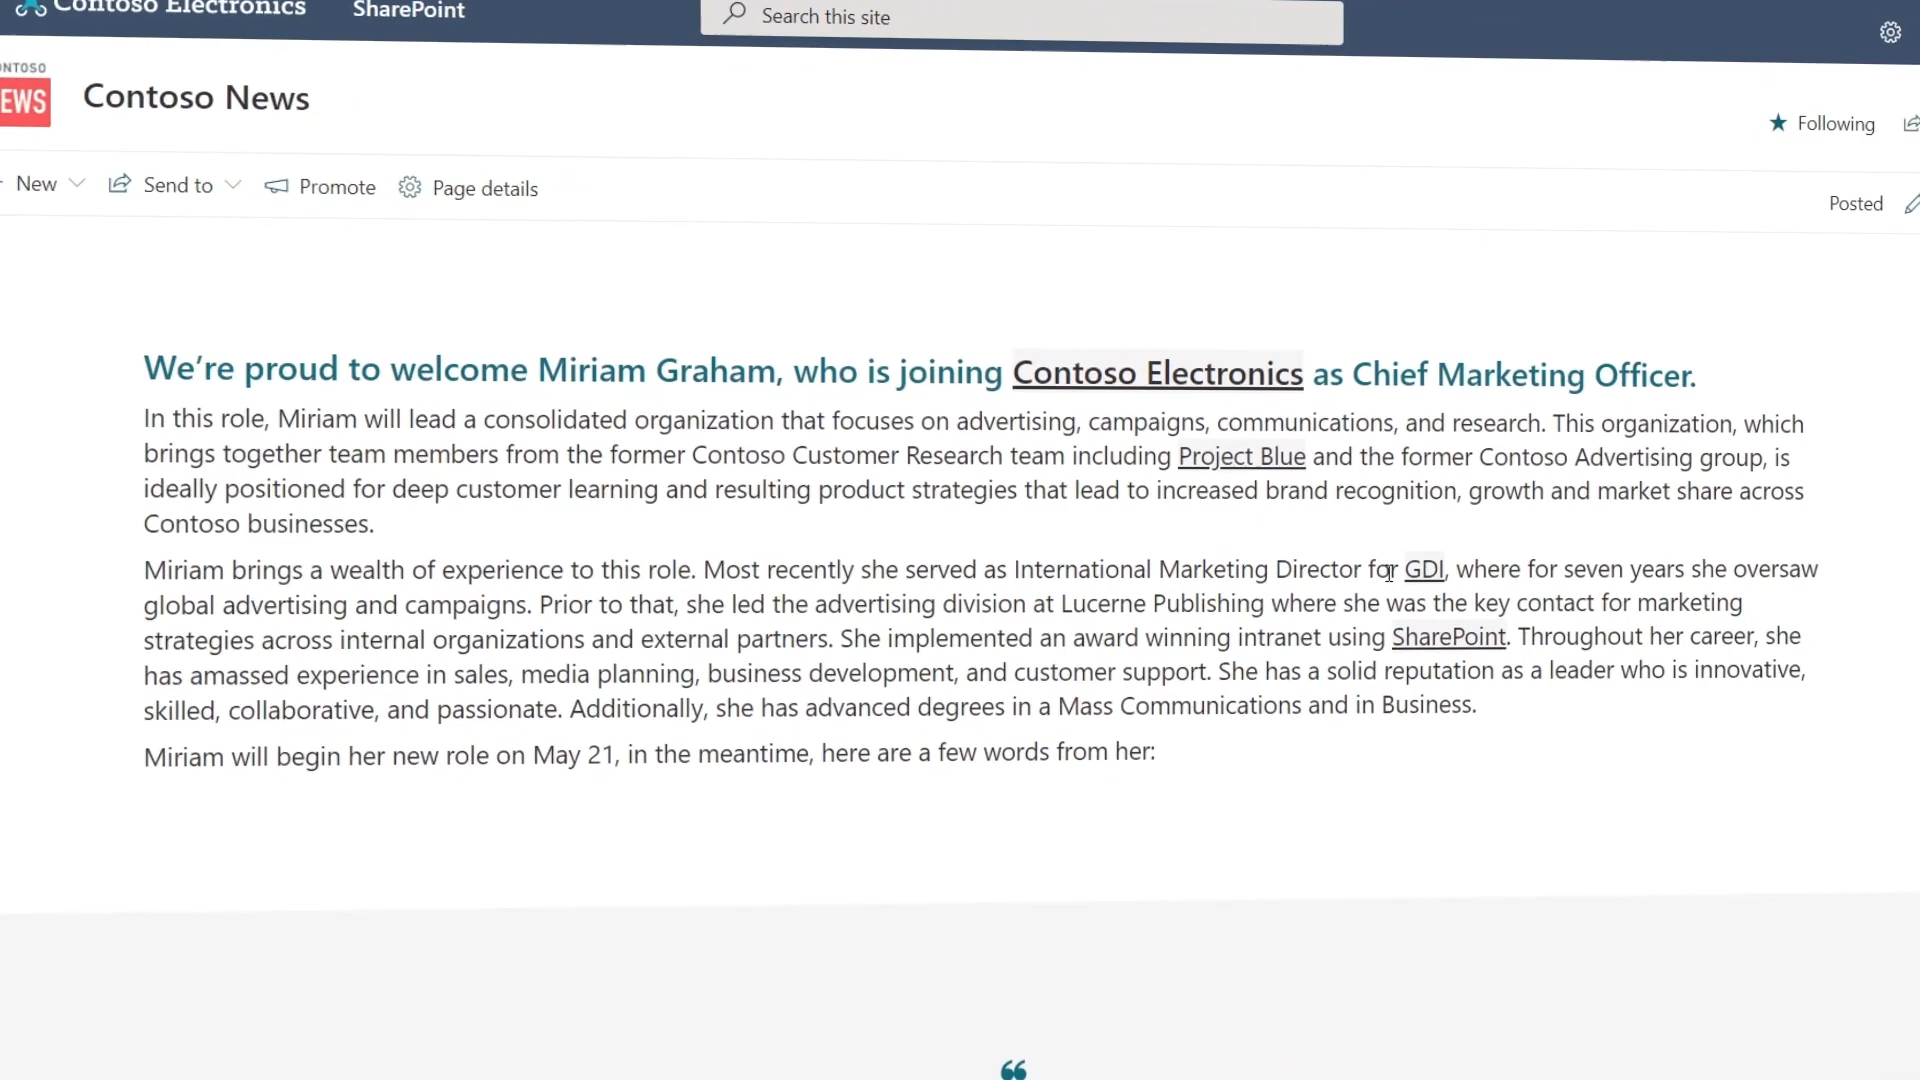 Contoso Electronics SharePoint Search this site
Contoso News
Following
New Send to Promote Page details
Posted
We’re proud to welcome Miriam Graham, who is joining Contoso Electronics as Chief Marketing Officer.
In this role, Miriam will lead a consolidated organization that focuses on advertising, campaigns, communications, and research. This organization, which
brings together team members from the former Contoso Customer Research team including Project Blue and the former Contoso Advertising group, is
ideally positioned for deep customer learning and resulting product strategies that lead to increased brand recognition, growth and market share across
Contoso businesses.
Miriam brings a wealth of experience to this role. Most recently she served as International Marketing Director for GDI, where for seven years she oversaw
global advertising and campaigns. Prior to that, she led the advertising division at Lucerne Publishing where she was the key contact for marketing
strategies across internal organizations and external partners. She implemented an award winning intranet using SharePoint. Throughout her career, she
has amassed experience in sales, media planning, business development, and customer support. She has a solid reputation as a leader who is innovative,
skilled, collaborative, and passionate. Additionally, she has advanced degrees in a Mass Communications and in Business.
Miriam will begin her new role on May 21, in the meantime, here are a few words from her:
“